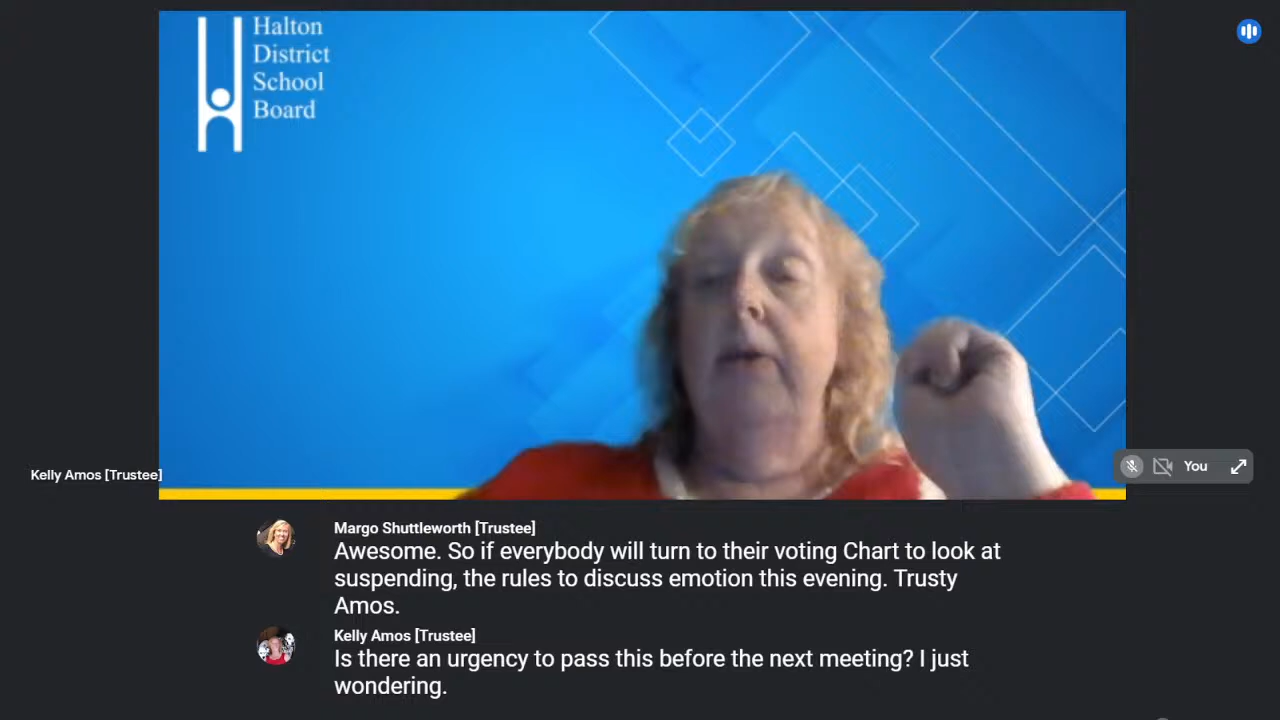 Halton
District
School
Board
Kelly Amos [Trustee]
You
Margo Shuttleworth [Trustee]
Awesome. So if everybody will turn to their voting Chart to look at
suspending, the rules to discuss emotion this evening. Trusty
Amos.
Kelly Amos [Trustee]
Is there an urgency to pass this before the next meeting? I just
wondering.